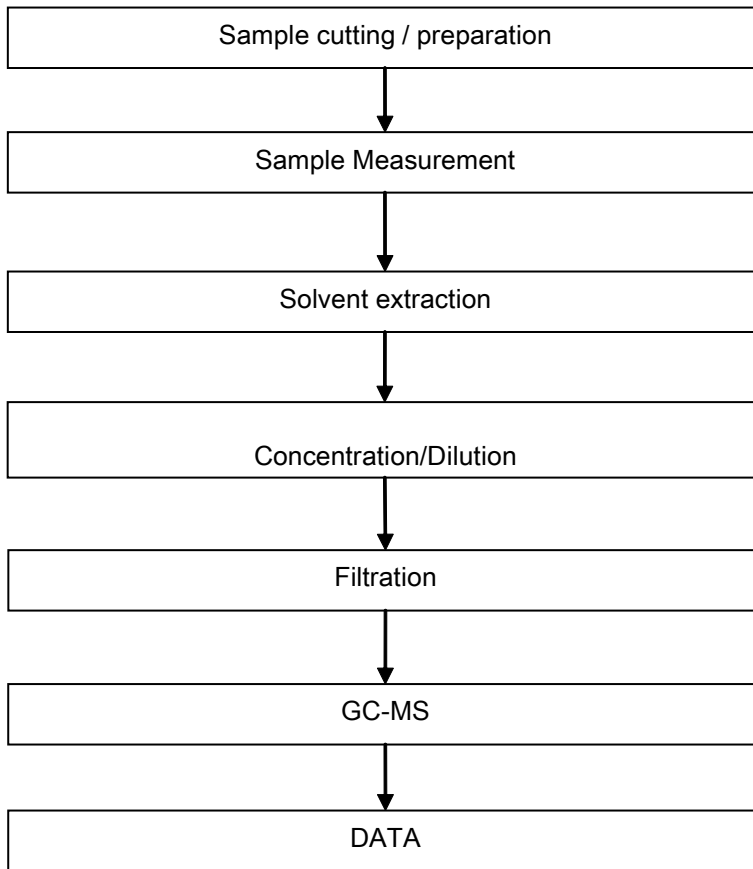 Sample cutting / preparation
Sample Measurement
Solvent extraction
Concentration/Dilution
Filtration
GC-MS
DATA